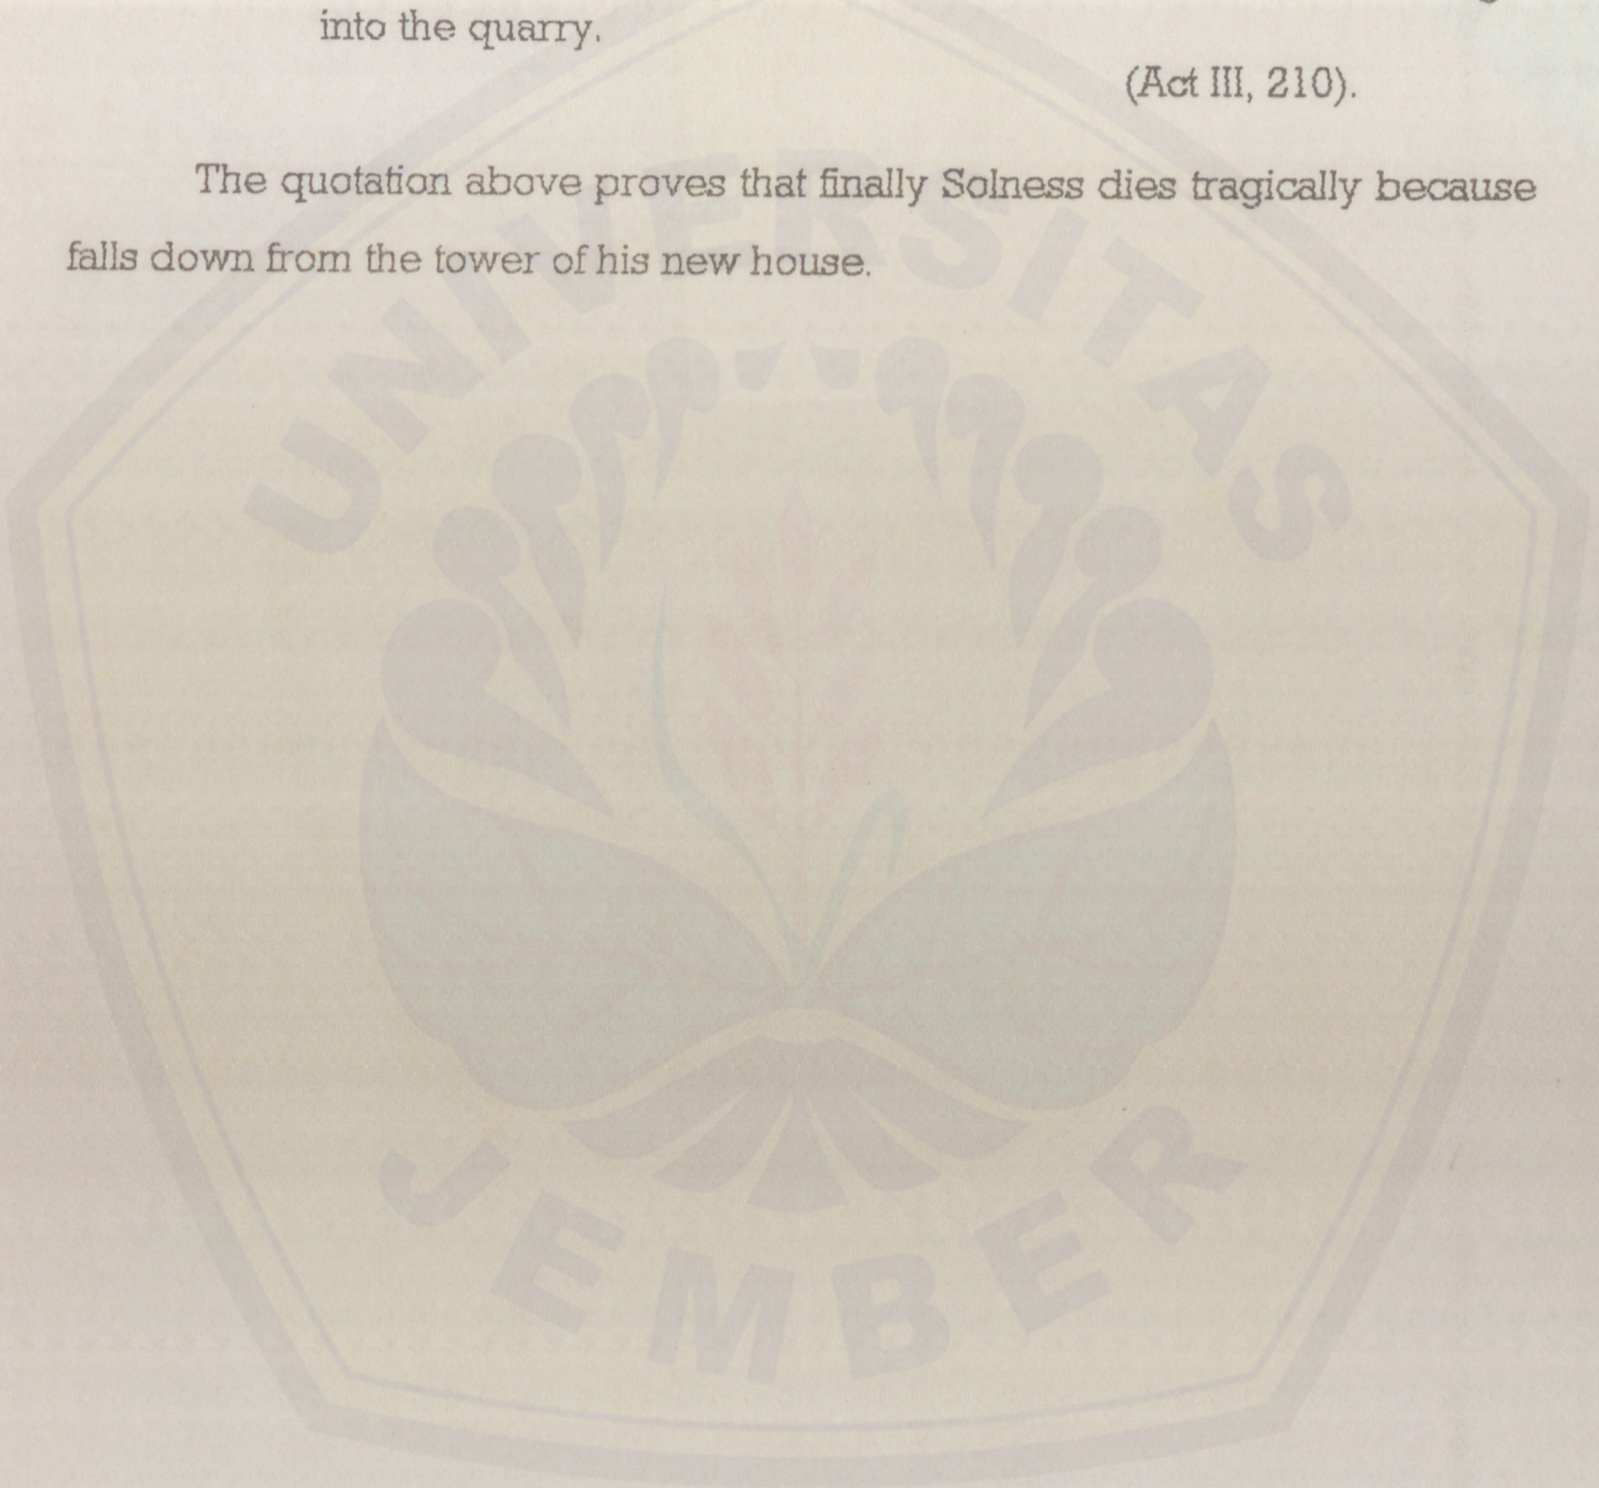 into the quarry.
(Act III, 210).
The quotation above proves that finally Solness dies tragically because
falls down from the tower of his new house.
UNIVERSITAS
JEMBER